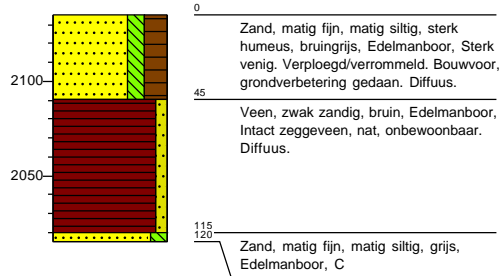 0
Zand, matig fijn, matig siltig, sterk
humeus, bruingrijs, Edelmanboor, Sterk
venig. Verploegd/verrommeld. Bouwvoor,
grondverbetering gedaan. Diffuus.
2100
45
Veen, zwak zandig, bruin, Edelmanboor,
Intact zeggeveen, nat, onbewoonbaar.
Diffuus.
2050
115
120
Zand, matig fijn, matig siltig, grijs,
Edelmanboor, C